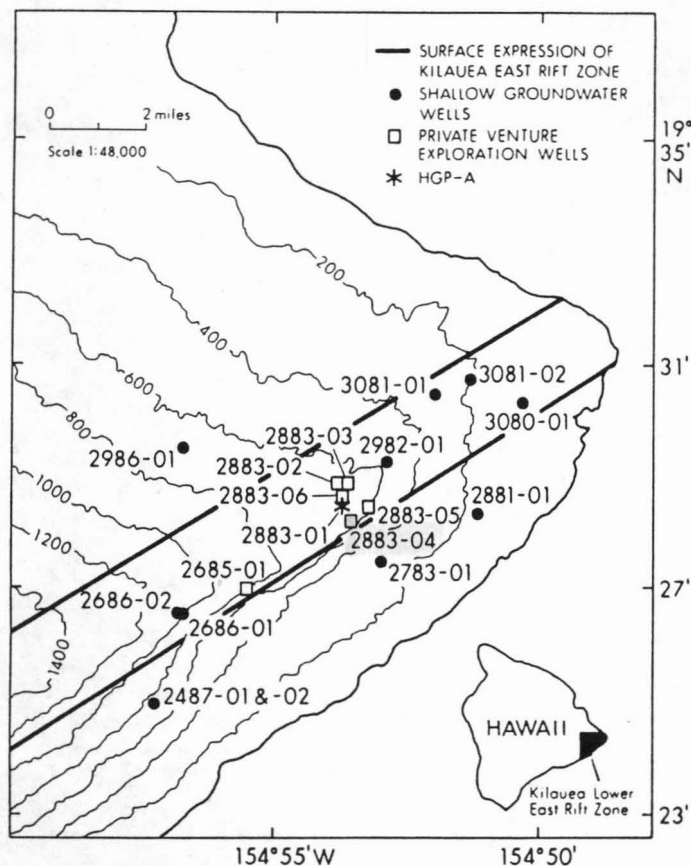 SURFACE EXPRESSION OF
KILAUEA EAST RIFT ZONE
SHALLOW GROUNDWATER
WELLS
PRIVATE VENTURE
EXPLORATION WELLS
HGP-A
0 2 miles
Scale 1:48,000
19°
35'
N
200
400
600
800
1000
1200
1400
31'
3081-01
3081-02
3080-01
2883-03
2982-01
2986-01
2883-02
2883-06
2881-01
2883-05
2883-01
2883-04
2685-01
2783-01
27'
2686-02
2686-01
2487-01 & -02
HAWAII
Kilauea Lower
East Rift Zone
23'
154°55'W
154°50'